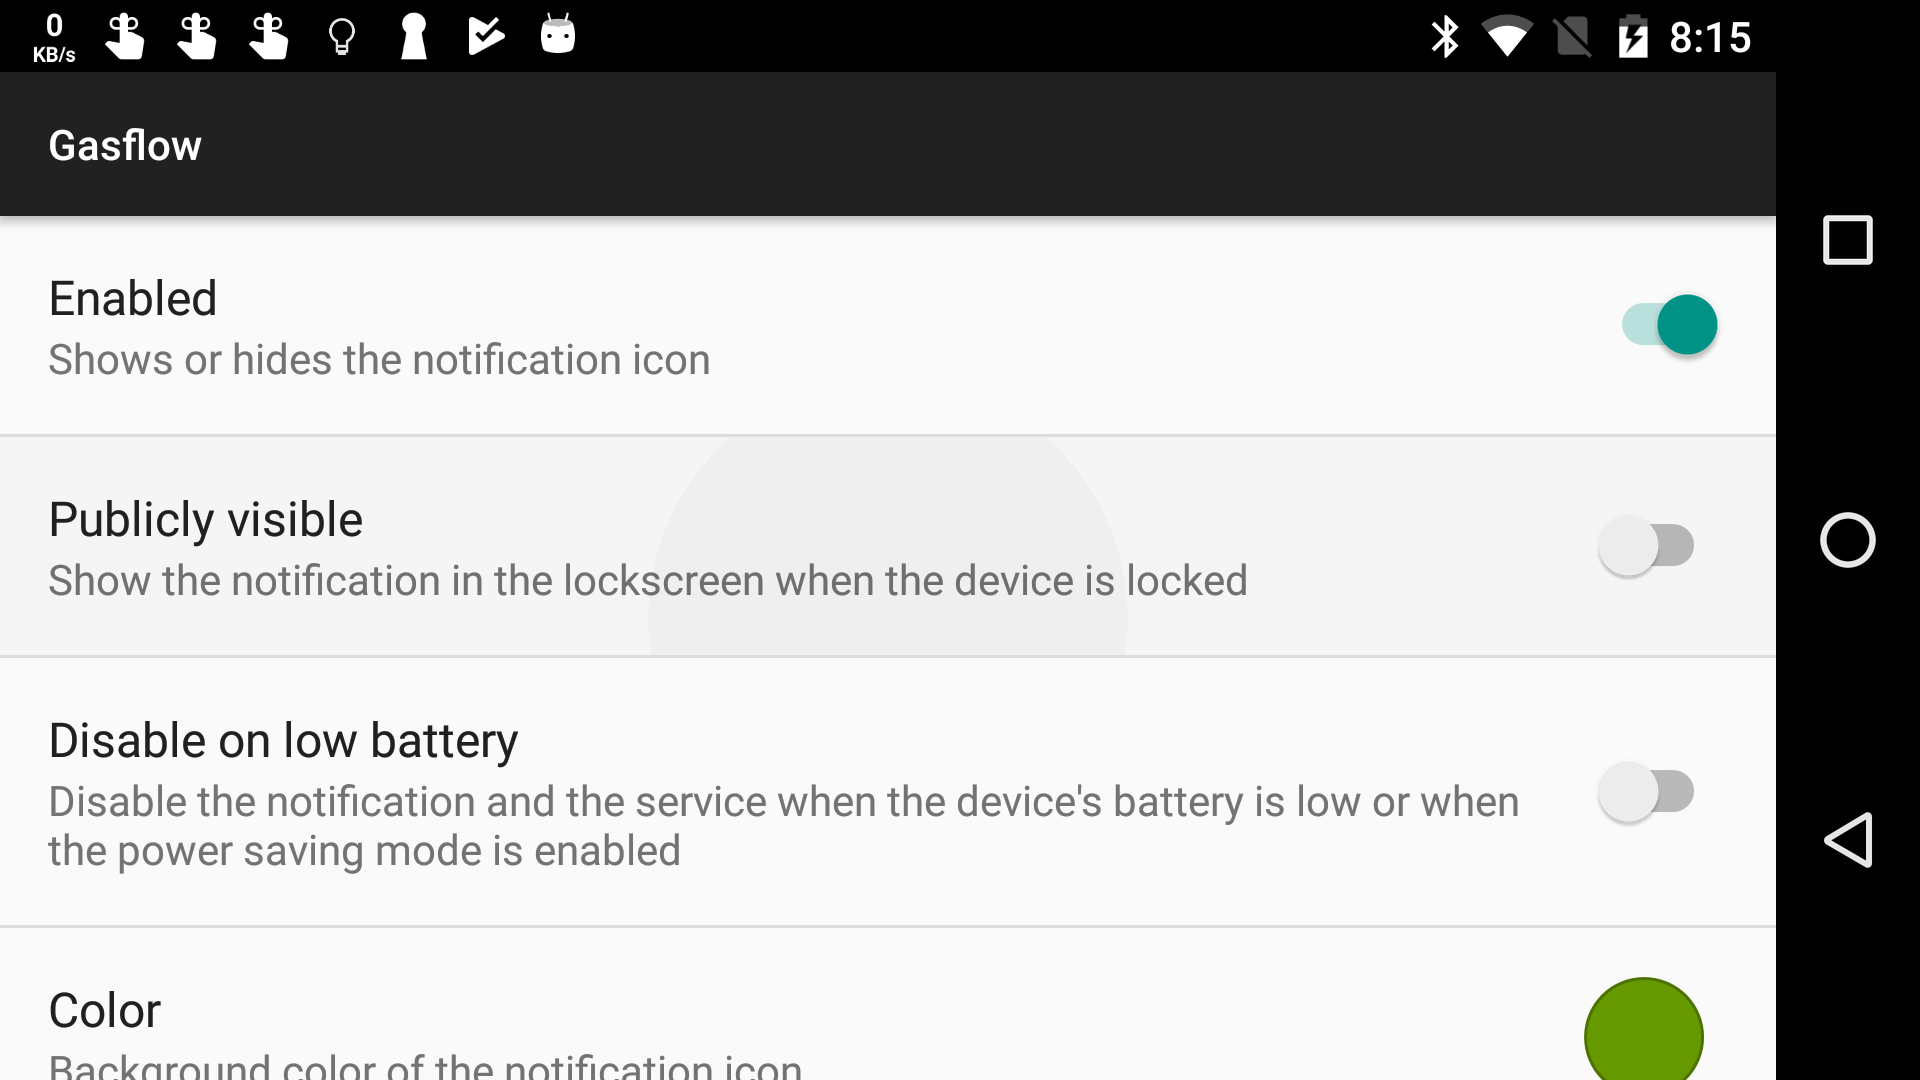 0
KB/s
8:15
Gasflow
Enabled
Shows or hides the notification icon
Publicly visible
Show the notification in the lockscreen when the device is locked
Disable on low battery
Disable the notification and the service when the device's battery is low or when
the power saving mode is enabled
Color
Background color of the notification icon